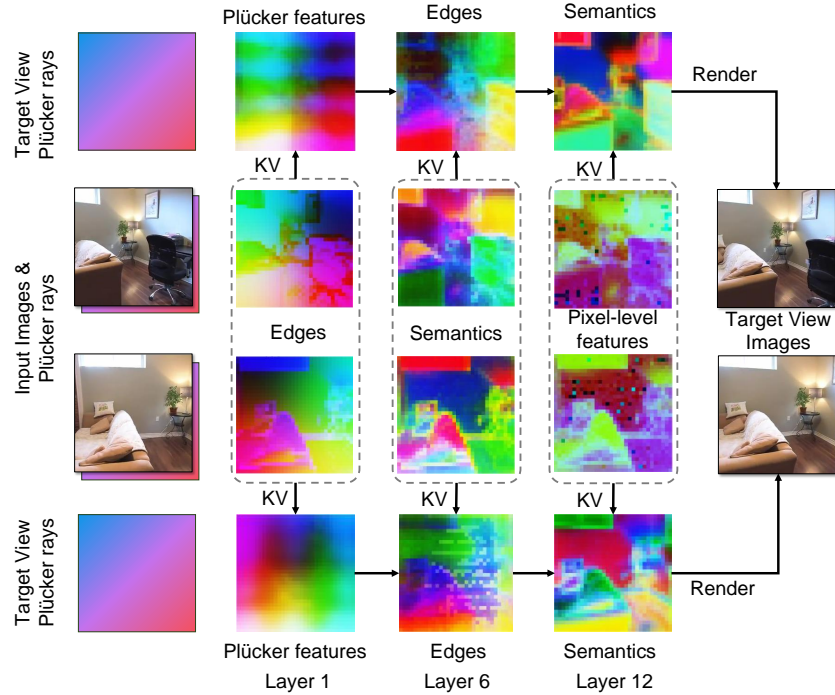 Plücker features
Edges
Semantics
Target View
Plücker rays
Render
KV
KV
KV
Input Images &
Plücker rays
Edges
Semantics
Pixel-level
features
Target View
Images
KV
KV
KV
Target View
Plücker rays
Render
Plücker features
Edges
Semantics
Layer 1
Layer 6
Layer 12